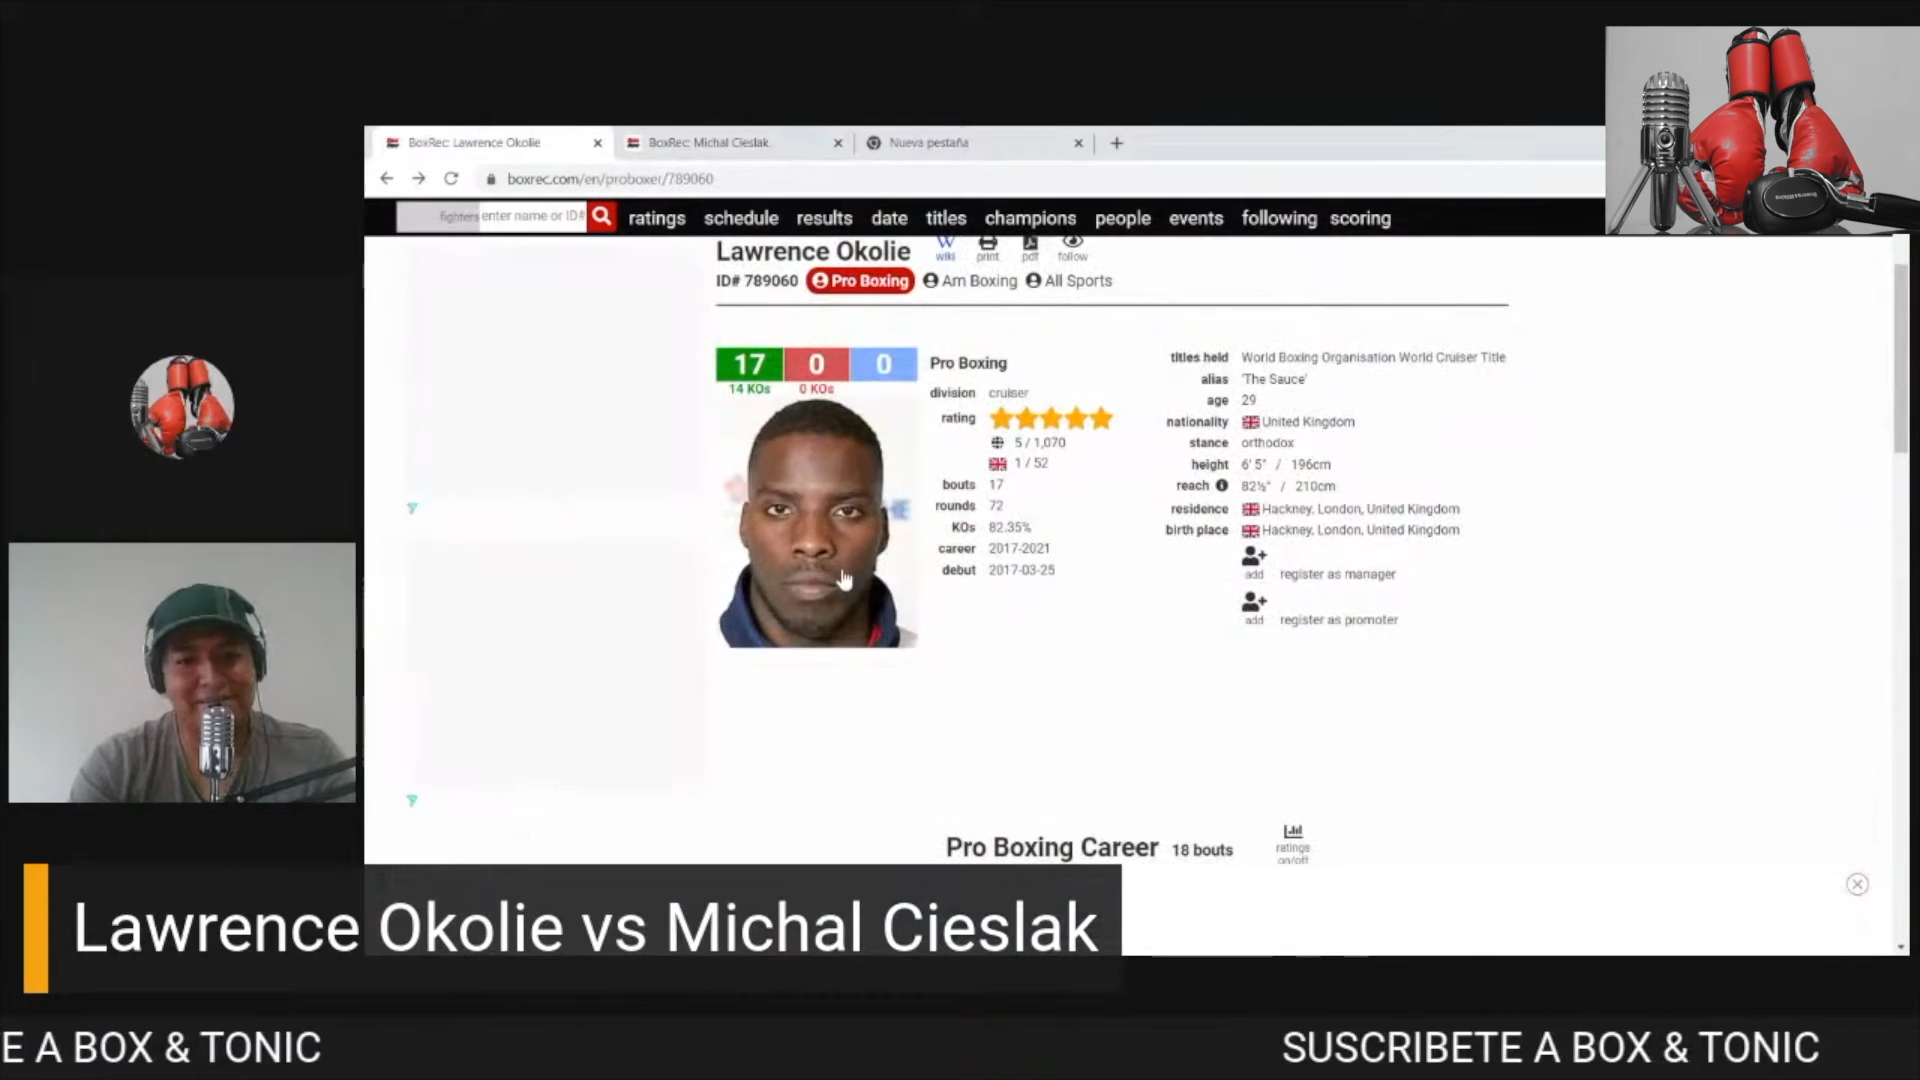 BoxRec: Lawrence Okolie
BoxRec: Michal Cieslak
Nueva pestaña
boxrec.com/en/proboxer/789060
fighters enter name or ID#
ratings schedule results date titles champions people events following scoring
Lawrence Okolie
W
wiki print pdf follow
ID# 789060 Pro Boxing Am Boxing All Sports
17 0 0
14 KOs 0 KOs
Pro Boxing
division cruiser
rating
5 / 1,070
1 / 52
bouts 17
rounds 72
KOs 82.35%
career 2017-2021
debut 2017-03-25
titles held World Boxing Organisation World Cruiser Title
alias 'The Sauce'
age 29
nationality United Kingdom
stance orthodox
height 6' 5" / 196cm
reach 82½" / 210cm
residence Hackney, London, United Kingdom
birth place Hackney, London, United Kingdom
add register as manager
add register as promoter
Pro Boxing Career 18 bouts
ratings
on/off
Lawrence Okolie vs Michal Cieslak
E A BOX & TONIC
SUSCRIBETE A BOX & TONIC